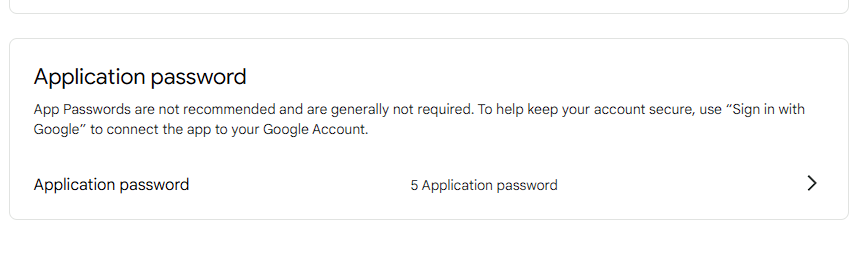 Application password
App Passwords are not recommended and are generally not required. To help keep your account secure, use “Sign in with
Google” to connect the app to your Google Account.
Application password
5 Application password